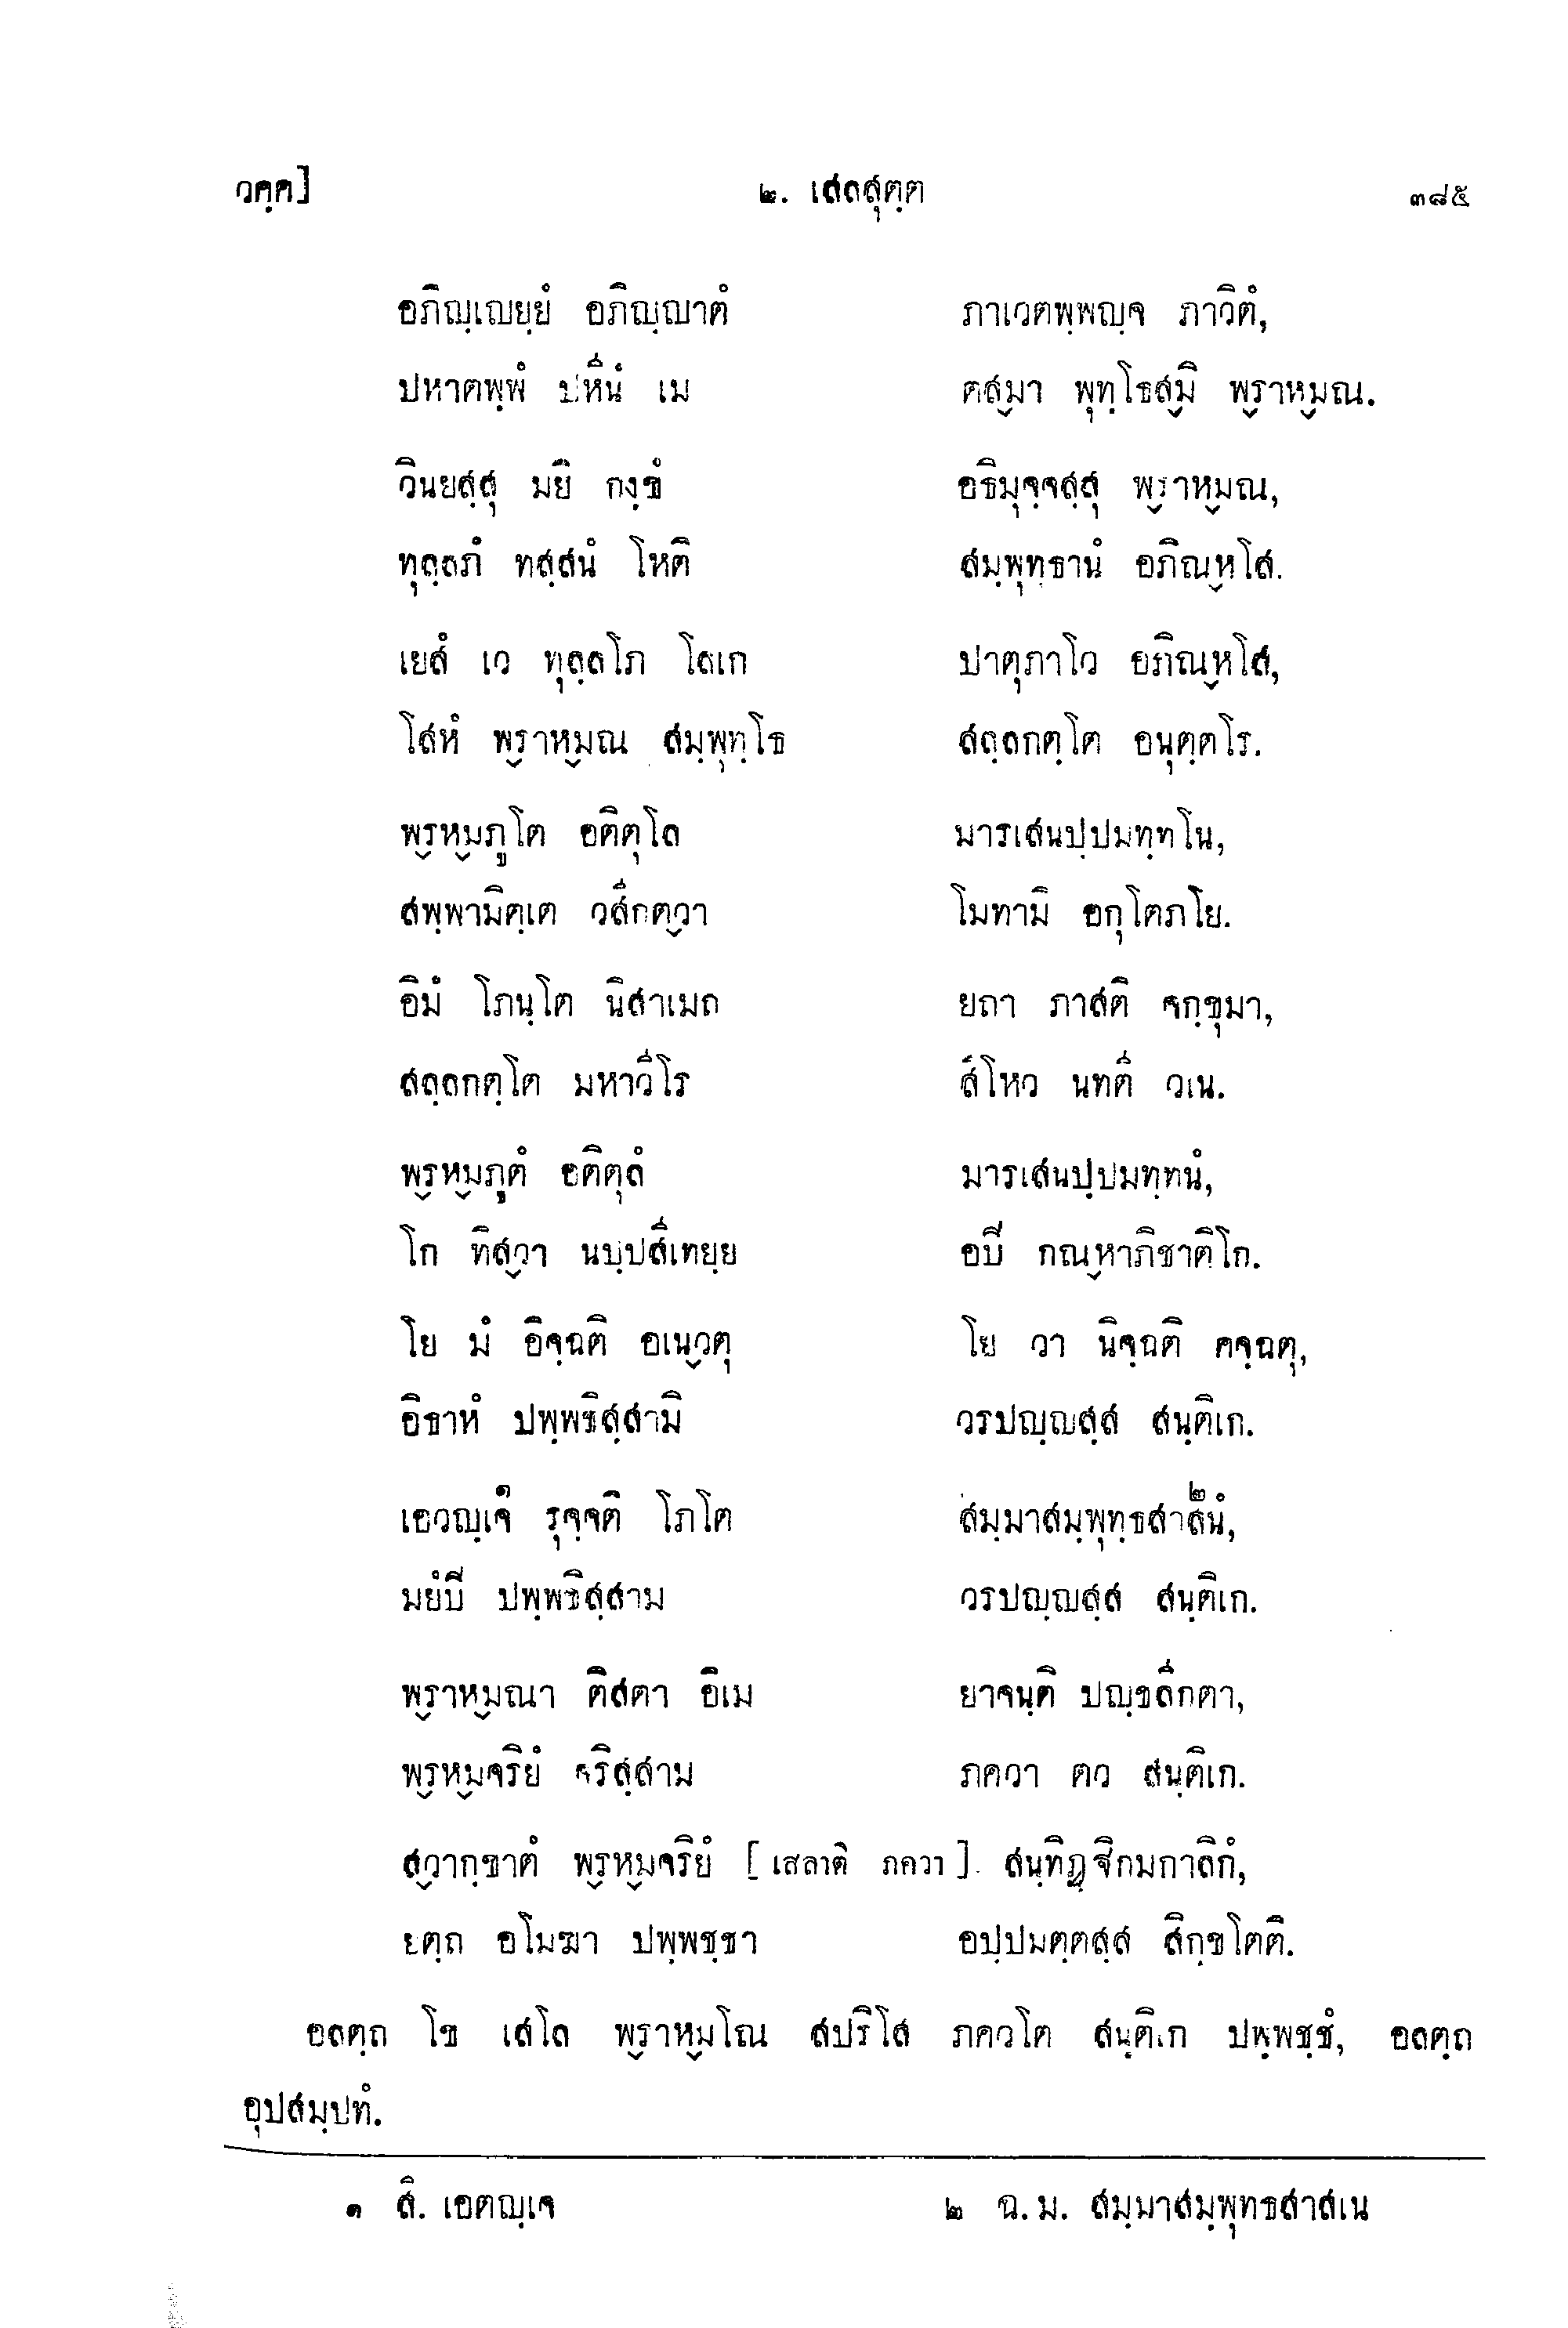 วคฺค]	๒. เสลสุตฺต	๓๘๕
อภิญฺเญยฺยํ อภิญฺญาตํ	ภาเวตพฺพญฺจ ภาวิตํ,
ปหาตพฺพํ ปหีนํ เม	ตสฺมา พุทฺโธสฺมิ พฺราหฺมณ.
วินยสฺสุ มยิ กงฺขํ	อธิมุจฺจสฺสุ พฺราหฺมณ,
ทุลฺลภํ ทสฺสนํ โหติ	สมฺพุทฺธานํ อภิณฺหโส.
เยสํ เว ทุลฺลโภ โลเก	ปาตุภาโว อภิณฺหโส,
โสหํ พฺราหฺมณ สมฺพุทฺโธ	สลฺลกตฺโต อนุตฺตโร.
พฺรหฺมภูโต อติตุโล	มารเสนปฺปมทฺทโน,
สพฺพามิตฺเต วสีกตฺวา	โมทามิ อกุโตภโย.
อิมํ โภนฺโต นิสาเมถ	ยถา ภาสติ จกฺขุมา,
สลฺลกตฺโต มหาวีโร	สีโหว นทตี วเน.
พฺรหฺมภูตํ อติตุลํ	มารเสนปฺปมทฺทนํ,
โก ทิสฺวา นปฺปสีเทยฺย	อปิ กณฺหาภิชาติโก.
โย มํ อิจฺฉติ อเนฺวตุ	โย วา นิจฺฉติ คจฺฉตุ,
อิธาหํ ปพฺพชิสฺสามิ	วรปญฺญสฺส สนฺติเก.
เอวญฺเจ๑ รุจฺจติ โภโต	สมฺมาสมฺพุทฺธสาสนํ๒,
มยํปิ ปพฺพชิสฺสาม	วรปญฺญสฺส สนฺติเก.
พฺราหฺมณา ติสตา อิเม	ยาจนฺติ ปญฺชลีกตา,
พฺรหฺมจริยํ จริสฺสาม	ภควา ตว สนฺติเก.
สฺวากฺขาตํ พฺรหฺมจริยํ [เสลาติ ภควา] สนฺทิฏฺฐิกมกาลิกํ,
ยตฺถ อโมฆา ปพฺพชฺชา	อปฺปมตฺตสฺส สิกฺขโตติ.
อลตฺถ โข เสโล พฺราหฺมโณ สปริโส ภควโต สนฺติเก ปพฺพชฺชํ, อลตฺถ
อุปสมฺปทํ.
๑ สี. เอตญฺเจ	๒ ฉ.ม. สมฺมาสมฺพุทธสาสเน